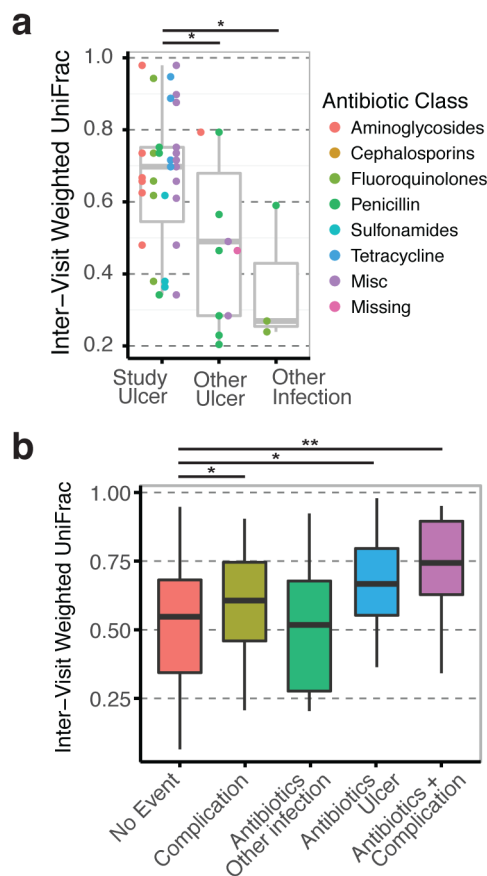 a
*
*
Inter−Visit Weighted UniFrac
1.0
0.8
0.6
0.4
0.2
Study
Ulcer
Other
Ulcer
Other
Infection
Antibiotic Class
Aminoglycosides
Cephalosporins
Fluoroquinolones
Penicillin
Sulfonamides
Tetracycline
Misc
Missing
b
**
*
*
Inter−Visit Weighted UniFrac
1.00
0.75
0.50
0.25
No Event
Complication
Antibiotics
Other infection
Antibiotics
Ulcer
Antibiotics +
Complication